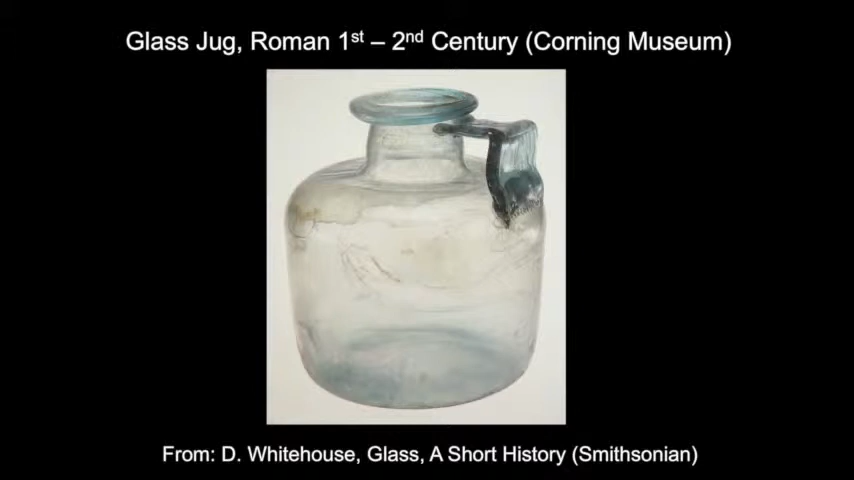 Glass Jug, Roman 1st – 2nd Century (Corning Museum)
From: D. Whitehouse, Glass, A Short History (Smithsonian)